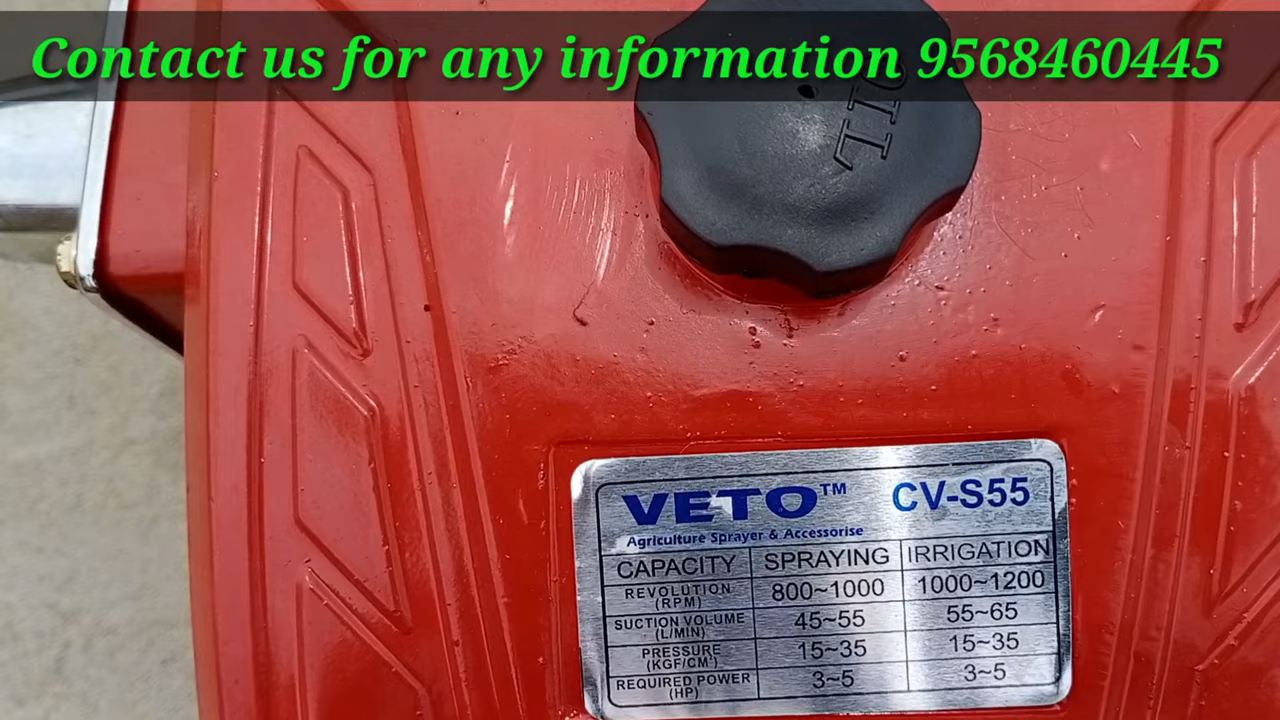 Contact us for any information 9568460445
OIL
VETO™ CV-S55
Agriculture Sprayer & Accessorise
CAPACITY SPRAYING IRRIGATION
REVOLUTION (RPM) 800~1000 1000~1200
SUCTION VOLUME (L/MIN) 45~55 55~65
PRESSURE (KGF/CM²) 15~35 15~35
REQUIRED POWER (HP) 3~5 3~5